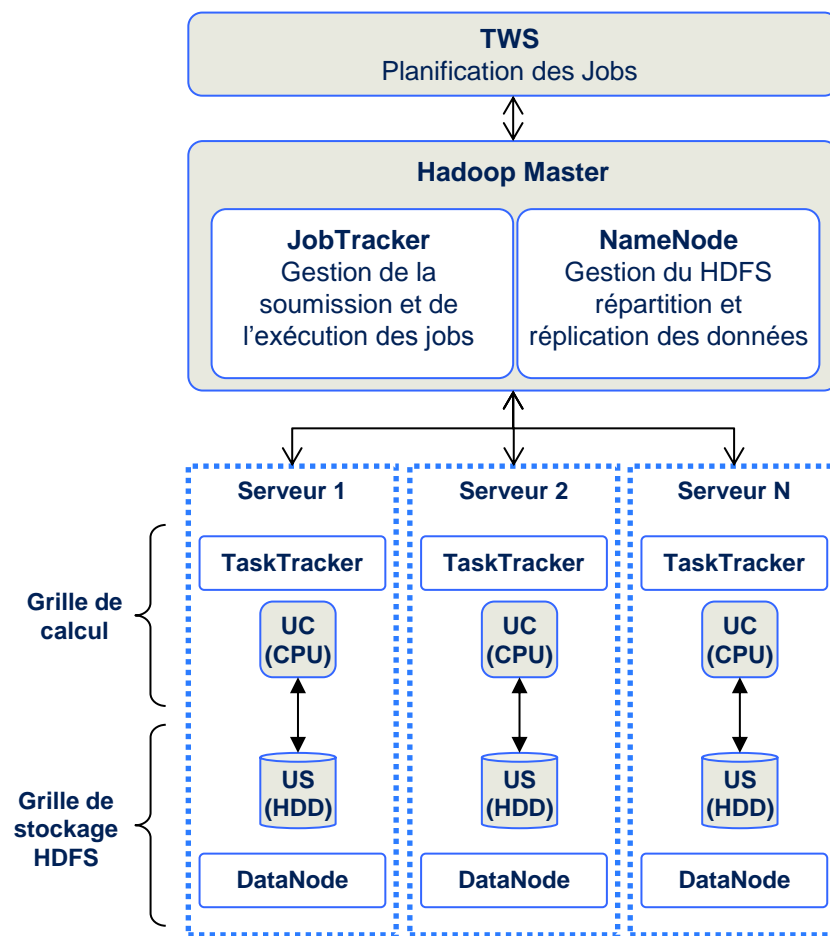 TWS
Planification des Jobs
Hadoop Master
JobTracker
Gestion de la
soumission et de
l'exécution des jobs
NameNode
Gestion du HDFS
répartition et
réplication des données
Serveur 1
Serveur 2
Serveur N
TaskTracker
TaskTracker
TaskTracker
Grille de
calcul
UC
(CPU)
UC
(CPU)
UC
(CPU)
Grille de
stockage
HDFS
US
(HDD)
US
(HDD)
US
(HDD)
DataNode
DataNode
DataNode